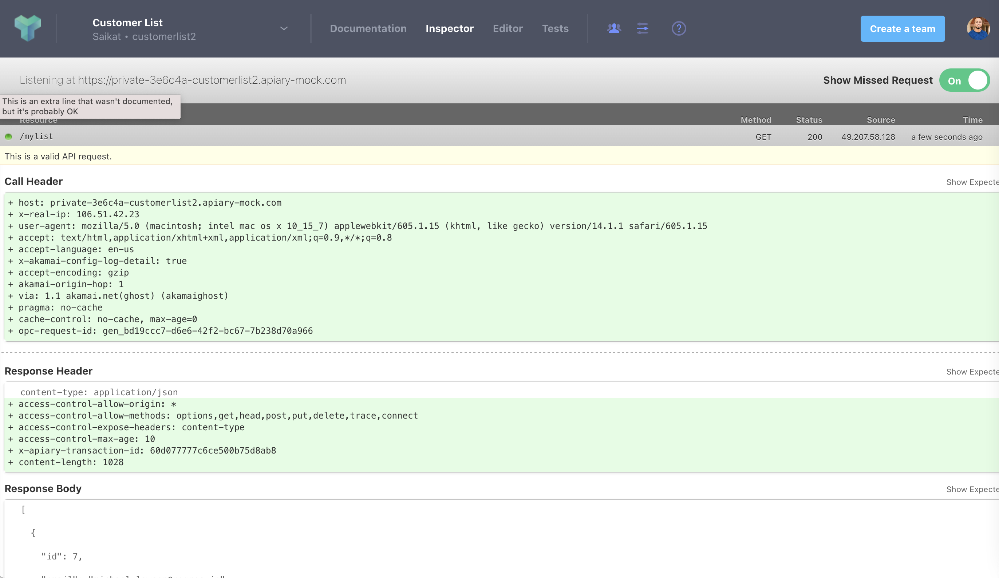 Customer List
Saikat • customerlist2
Documentation
Inspector
Editor
Tests
?
Create a team
Listening at https://private-3e6c4a-customerlist2.apiary-mock.com
Show Missed Request
On
This is an extra line that wasn't documented,
but it's probably OK
Resource
Method
Status
Source
Time
/mylist
GET
200
49.207.58.128
a few seconds ago
This is a valid API request.
Call Header
Show Expecte
+ host: private-3e6c4a-customerlist2.apiary-mock.com
+ x-real-ip: 106.51.42.23
+ user-agent: mozilla/5.0 (macintosh; intel mac os x 10_15_7) applewebkit/605.1.15 (khtml, like gecko) version/14.1.1 safari/605.1.15
+ accept: text/html,application/xhtml+xml,application/xml;q=0.9,*/*;q=0.8
+ accept-language: en-us
+ x-akamai-config-log-detail: true
+ accept-encoding: gzip
+ akamai-origin-hop: 1
+ via: 1.1 akamai.net(ghost) (akamaighost)
+ pragma: no-cache
+ cache-control: no-cache, max-age=0
+ opc-request-id: gen_bd19ccc7-d6e6-42f2-bc67-7b238d70a966
Response Header
Show Expecte
content-type: application/json
+ access-control-allow-origin: *
+ access-control-allow-methods: options,get,head,post,put,delete,trace,connect
+ access-control-expose-headers: content-type
+ access-control-max-age: 10
+ x-apiary-transaction-id: 60d077777c6ce500b75d8ab8
+ content-length: 1028
Response Body
Show Expecte
[
{
"id": 7,